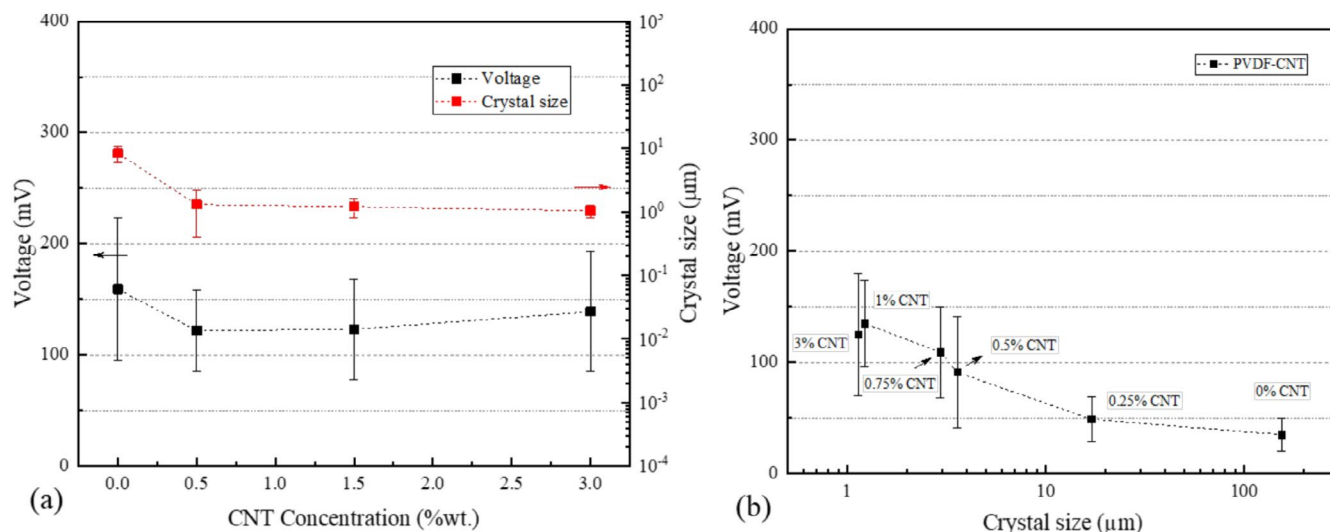 400
300
200
100
0
Voltage (mV)
Voltage
Crystal size
10³
10²
10¹
10⁰
10⁻¹
10⁻²
10⁻³
10⁻⁴
Crystal size (µm)
0.0 0.5 1.0 1.5 2.0 2.5 3.0
CNT Concentration (%wt.)
(a)
400
300
200
100
0
Voltage (mV)
PVDF-CNT
1% CNT
3% CNT
0.75% CNT
0.5% CNT
0.25% CNT
0% CNT
1 10 100
Crystal size (µm)
(b)